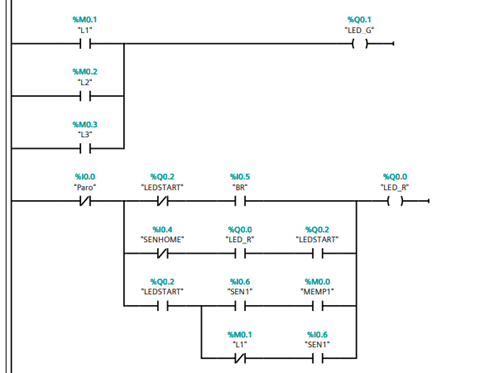 %M0.1 %Q0.1
"L1" "LED_G"
%M0.2
"L2"
%M0.3
"L3"
%I0.0 %Q0.2 %I0.5 %Q0.0
"Paro" "LEDSTART" "BR" "LED_R"
%I0.4 %Q0.0 %Q0.2
"SENHOME" "LED_R" "LEDSTART"
%Q0.2 %I0.6 %M0.0
"LEDSTART" "SEN1" "MEMP1"
%M0.1 %I0.6
"L1" "SEN1"